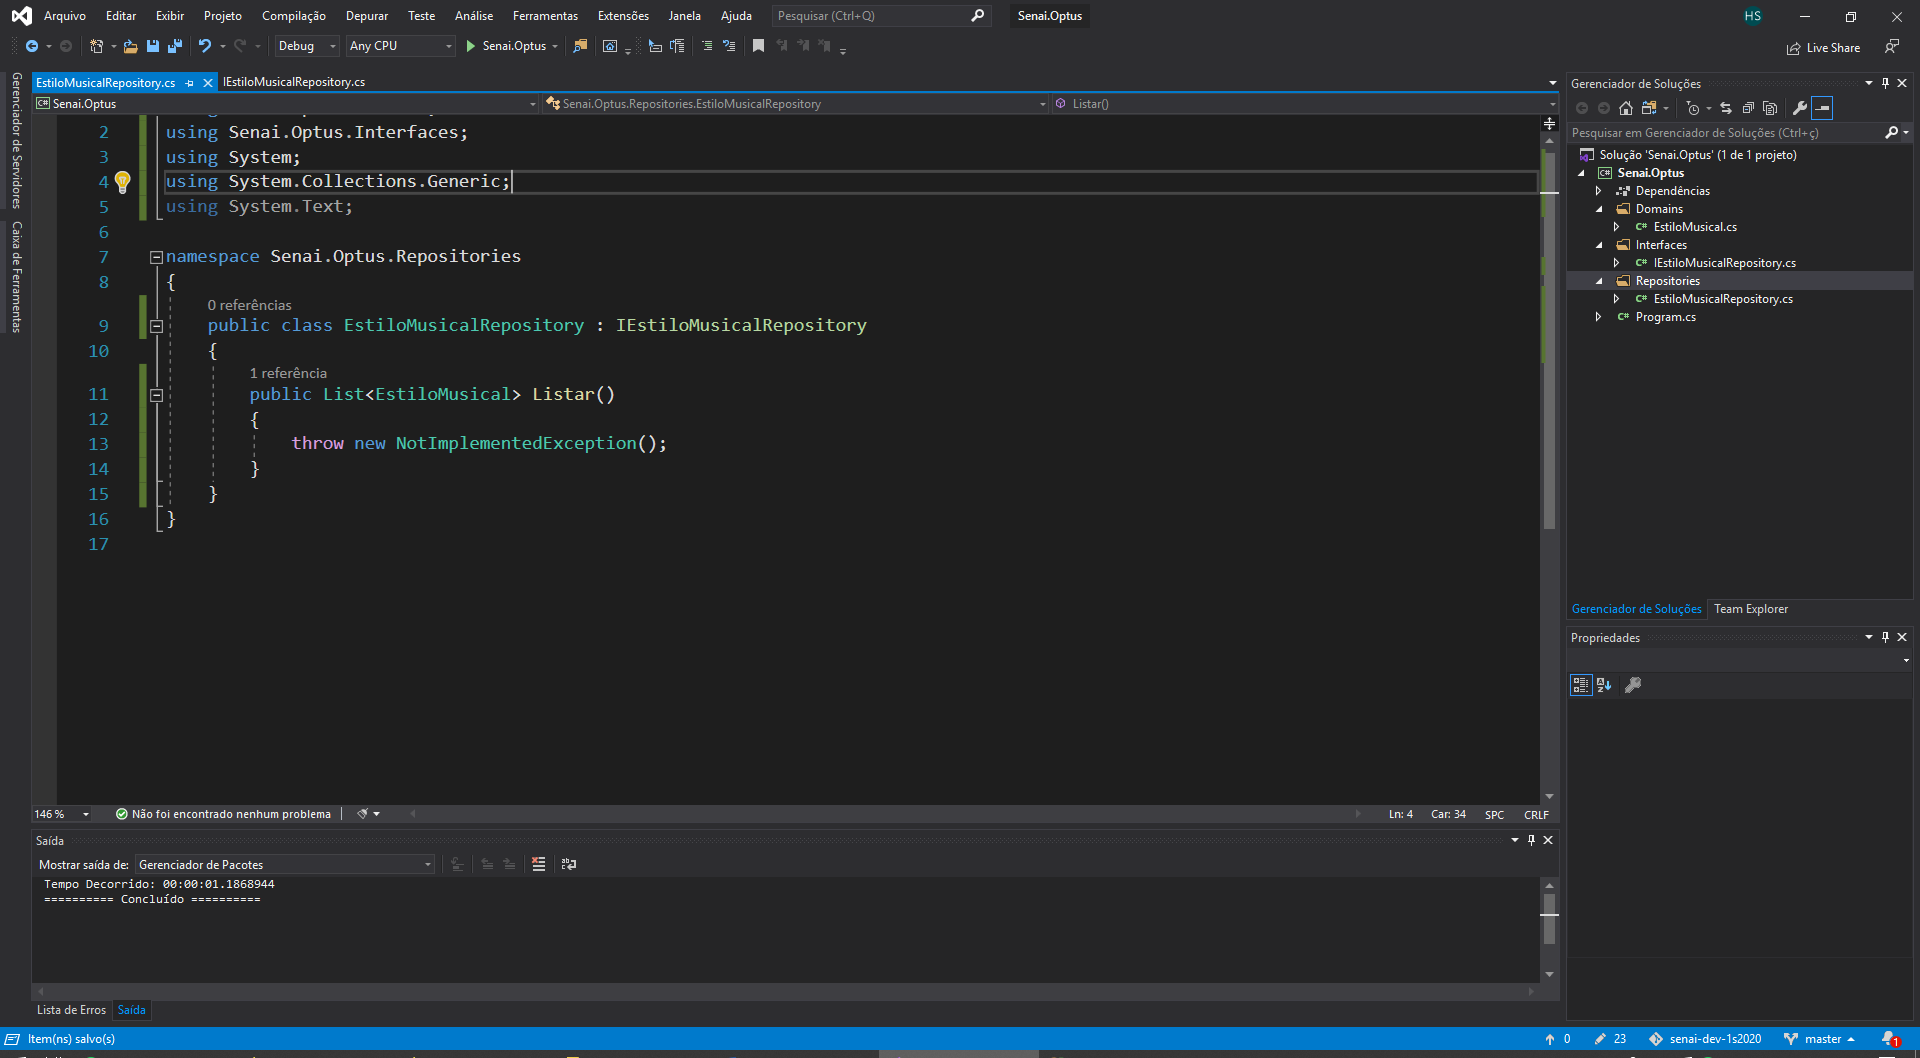 Arquivo Editar Exibir Projeto Compilação Depurar Teste Análise Ferramentas Extensões Janela Ajuda Pesquisar (Ctrl+Q) Senai.Optus HS
Debug Any CPU Senai.Optus Live Share
Gerenciador de Servidores
Caixa de Ferramentas
EstiloMusicalRepository.cs IEstiloMusicalRepository.cs
Senai.Optus Senai.Optus.Repositories.EstiloMusicalRepository Listar()
2 using Senai.Optus.Interfaces;
3 using System;
4 using System.Collections.Generic;
5 using System.Text;
6
7 namespace Senai.Optus.Repositories
8 {
0 referências
9 public class EstiloMusicalRepository : IEstiloMusicalRepository
10 {
1 referência
11 public List<EstiloMusical> Listar()
12 {
13 throw new NotImplementedException();
14 }
15 }
16 }
17
146 % Não foi encontrado nenhum problema Ln: 4 Car: 34 SPC CRLF
Saída
Mostrar saída de: Gerenciador de Pacotes
Tempo Decorrido: 00:00:01.1868944
========== Concluído ==========
Lista de Erros Saída
Gerenciador de Soluções
Pesquisar em Gerenciador de Soluções (Ctrl+ç)
Solução 'Senai.Optus' (1 de 1 projeto)
Senai.Optus
Dependências
Domains
C# EstiloMusical.cs
Interfaces
C# IEstiloMusicalRepository.cs
Repositories
C# EstiloMusicalRepository.cs
C# Program.cs
Gerenciador de Soluções Team Explorer
Propriedades
Item(ns) salvo(s) 0 23 senai-dev-1s2020 master 1